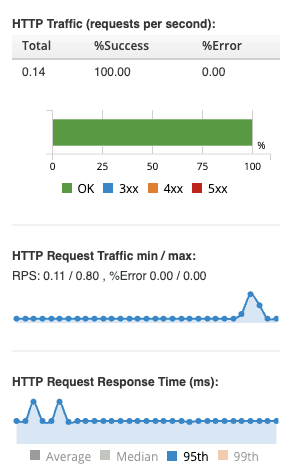 HTTP Traffic (requests per second):
Total %Success %Error
0.14 100.00 0.00
%
0 25 50 75 100
OK 3xx 4xx 5xx
HTTP Request Traffic min / max:
RPS: 0.11 / 0.80 , %Error 0.00 / 0.00
HTTP Request Response Time (ms):
Average Median 95th 99th